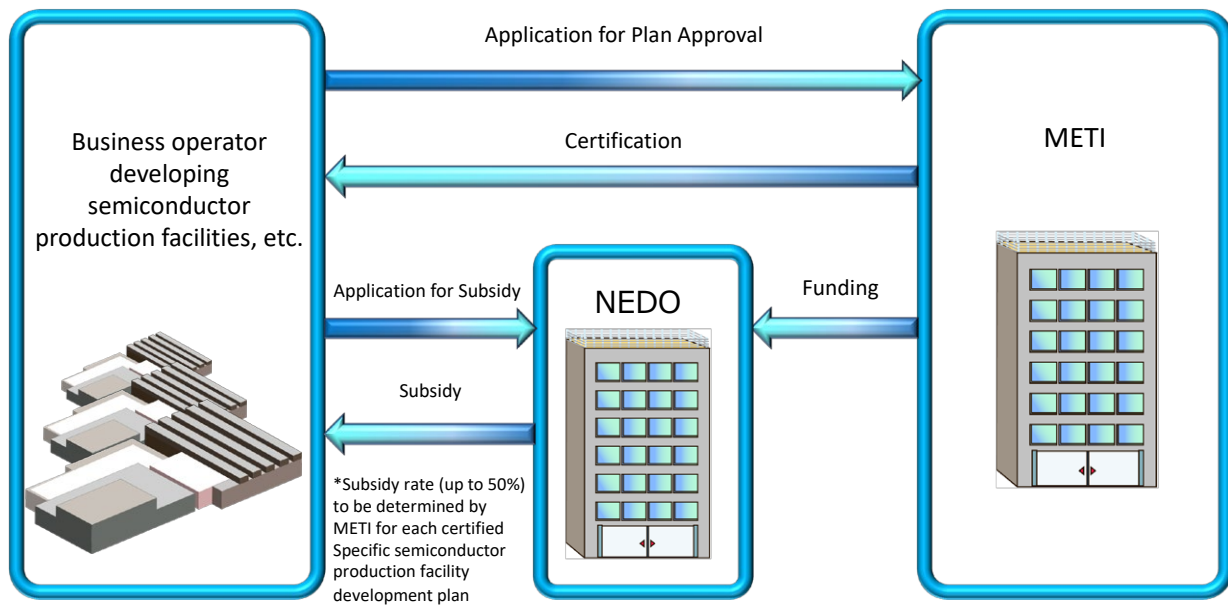 Application for Plan Approval
Business operator
developing
semiconductor
production facilities, etc.
Certification
METI
Application for Subsidy
NEDO
Funding
Subsidy
*Subsidy rate (up to 50%)
to be determined by
METI for each certified
Specific semiconductor
production facility
development plan